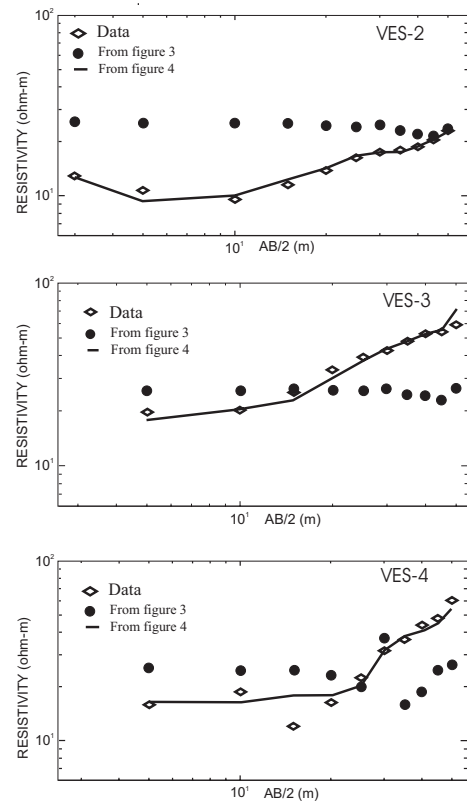 10²
Data
VES-2
From figure 3
From figure 4
RESISTIVITY (ohm-m)
10¹
10¹
AB/2 (m)
10²
VES-3
Data
From figure 3
From figure 4
RESISTIVITY (ohm-m)
10¹
10¹
AB/2 (m)
10²
Data
VES-4
From figure 3
From figure 4
RESISTIVITY (ohm-m)
10¹
10¹
AB/2 (m)